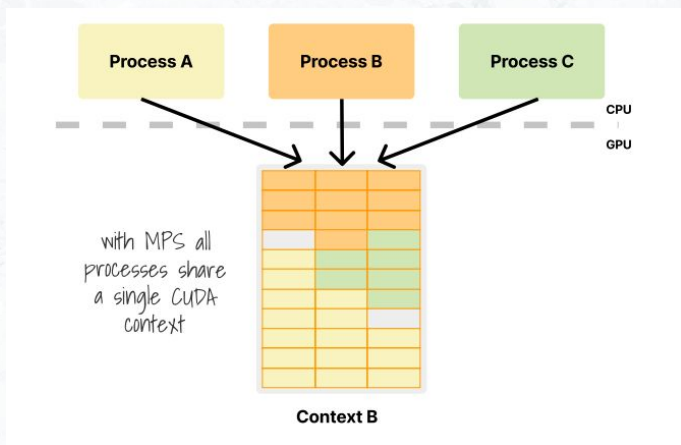 Process A
Process B
Process C
CPU
GPU
with MPS all
processes share
a single CUDA
context
Context B